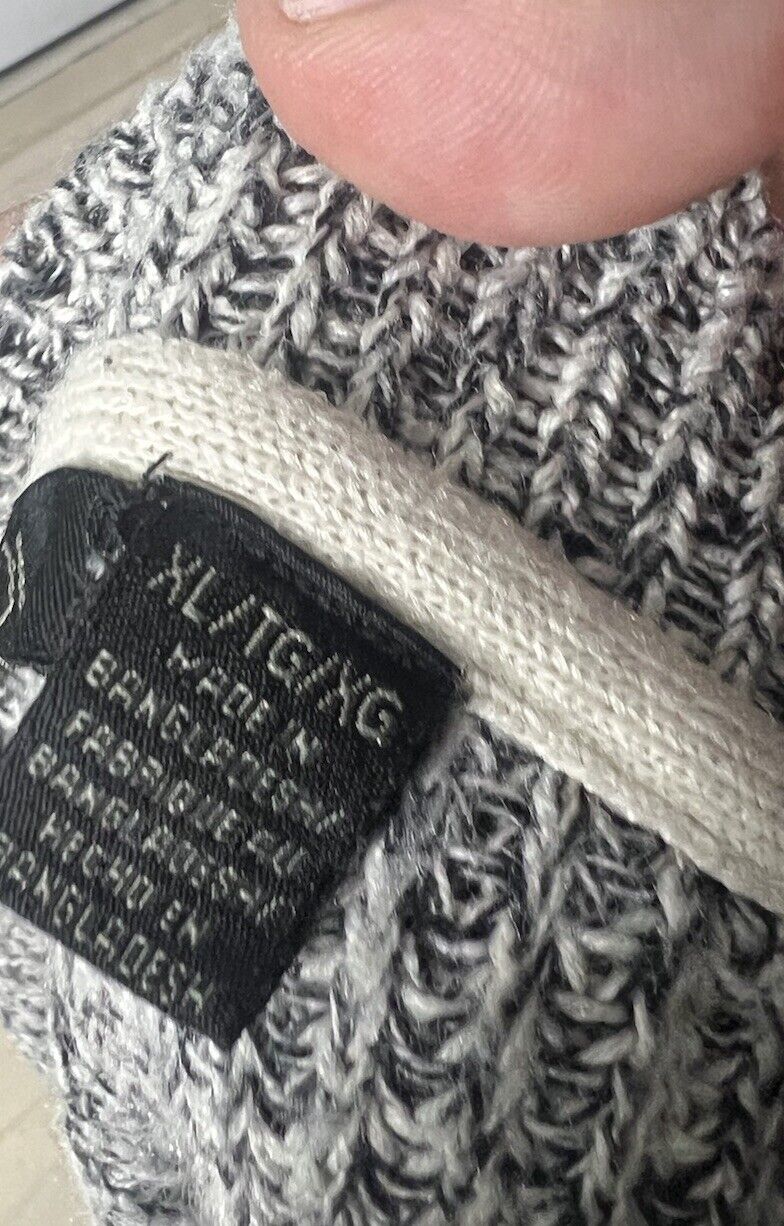 XL/TG/XG
MADE IN
BANGLADESH
FABRIQUE AU
BANGLADESH
HECHO EN
BANGLADESH